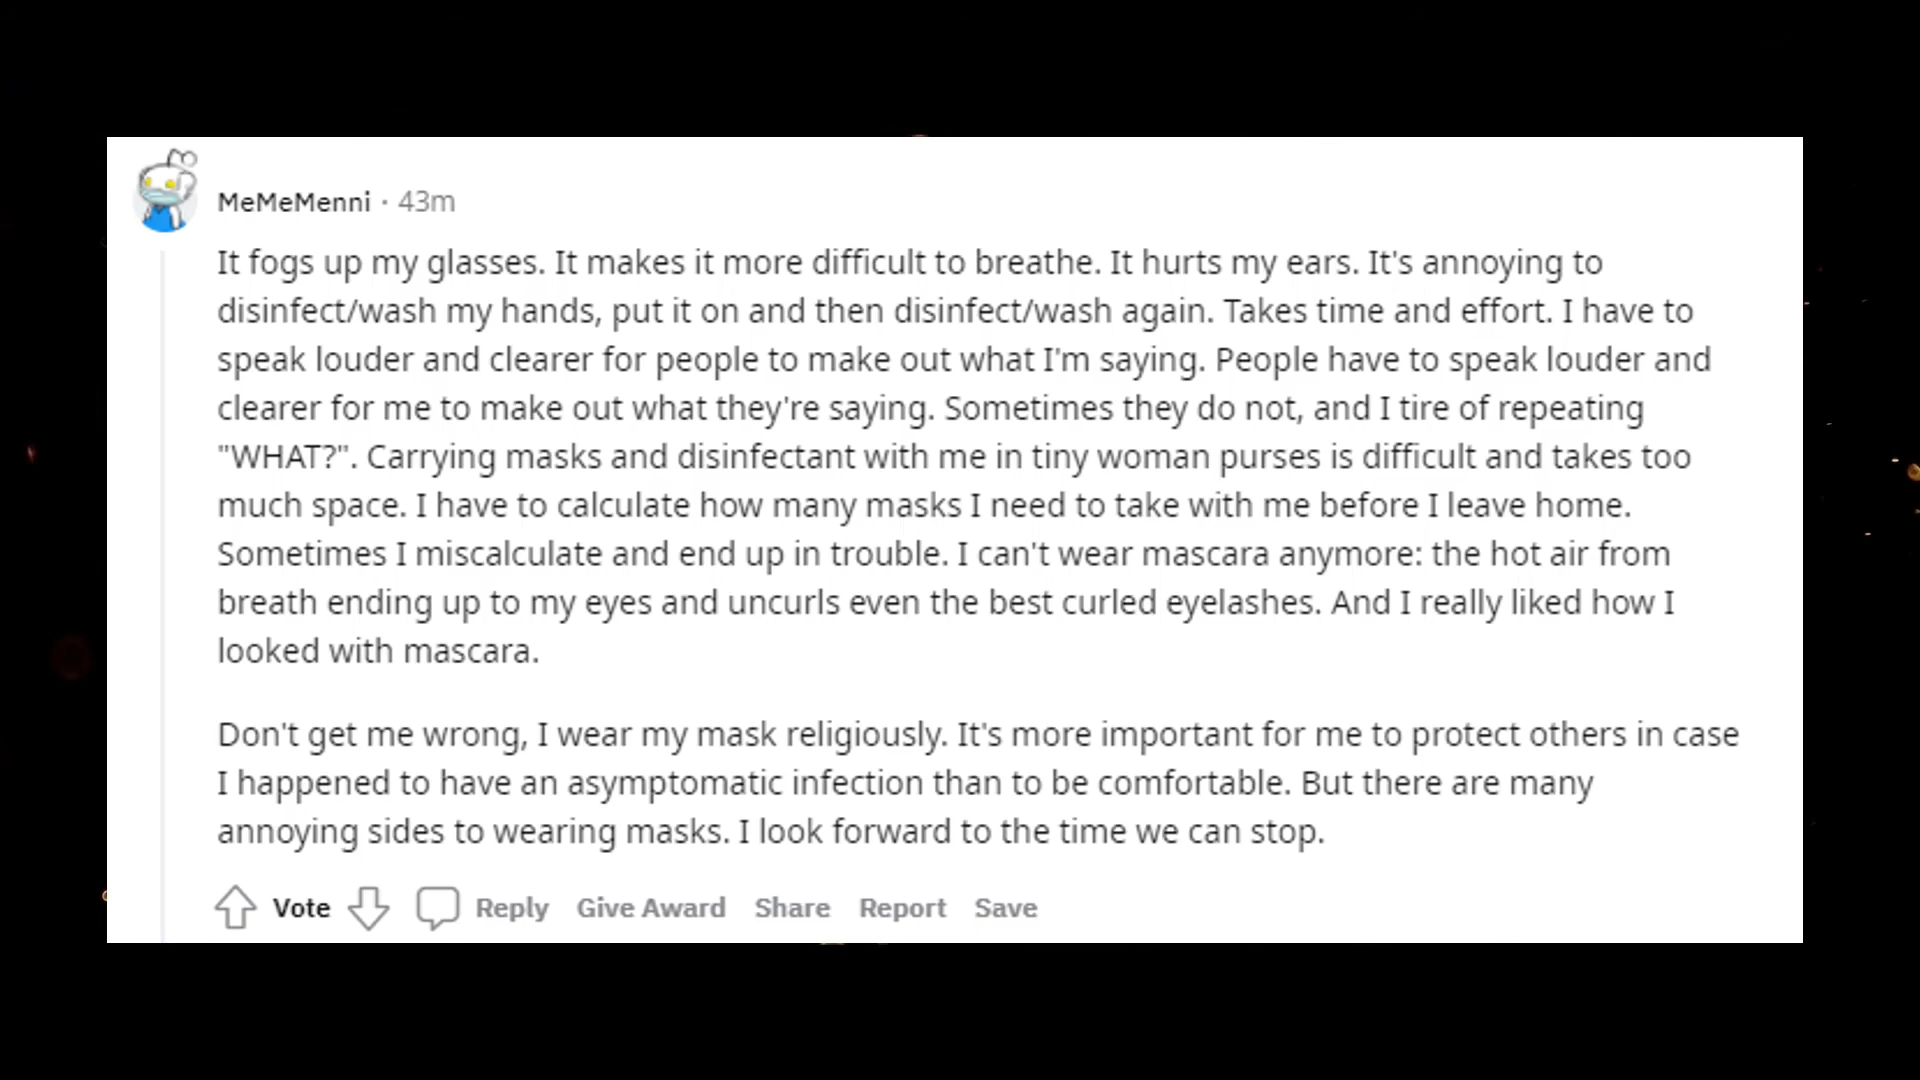 MeMeMenni · 43m
It fogs up my glasses. It makes it more difficult to breathe. It hurts my ears. It's annoying to
disinfect/wash my hands, put it on and then disinfect/wash again. Takes time and effort. I have to
speak louder and clearer for people to make out what I'm saying. People have to speak louder and
clearer for me to make out what they're saying. Sometimes they do not, and I tire of repeating
"WHAT?". Carrying masks and disinfectant with me in tiny woman purses is difficult and takes too
much space. I have to calculate how many masks I need to take with me before I leave home.
Sometimes I miscalculate and end up in trouble. I can't wear mascara anymore: the hot air from
breath ending up to my eyes and uncurls even the best curled eyelashes. And I really liked how I
looked with mascara.
Don't get me wrong, I wear my mask religiously. It's more important for me to protect others in case
I happened to have an asymptomatic infection than to be comfortable. But there are many
annoying sides to wearing masks. I look forward to the time we can stop.
Vote Reply Give Award Share Report Save